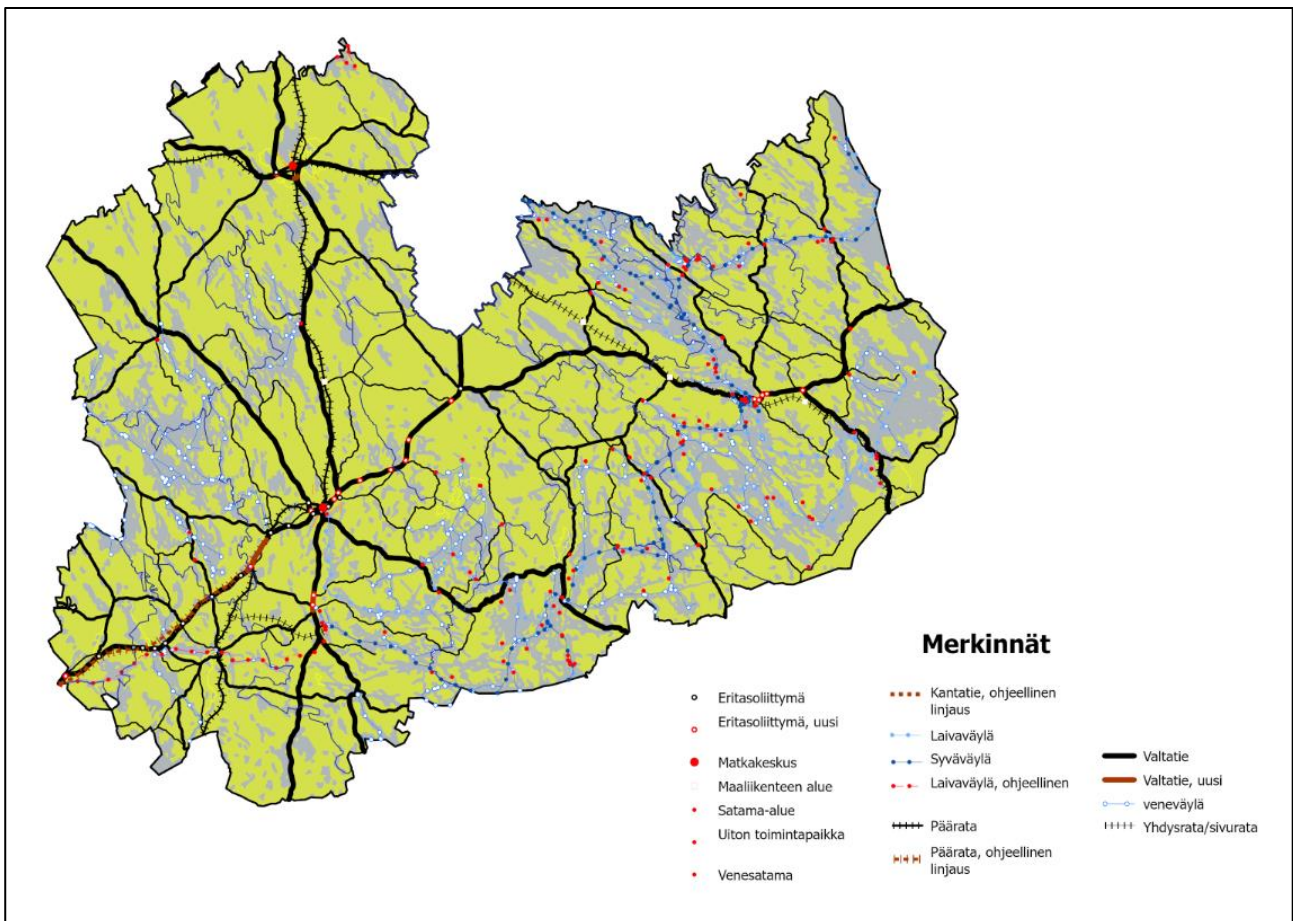 Merkinnät
Eritasoliittymä
Eritasoliittymä, uusi
Matkakeskus
Maaliikenteen alue
Satama-alue
Uiton toimintapaikka
Venesatama
Kantatie, ohjeellinen
linjaus
Laivaväylä
Syväväylä
Laivaväylä, ohjeellinen
Päärata
Päärata, ohjeellinen
linjaus
Valtatie
Valtatie, uusi
veneväylä
Yhdysrata/sivurata